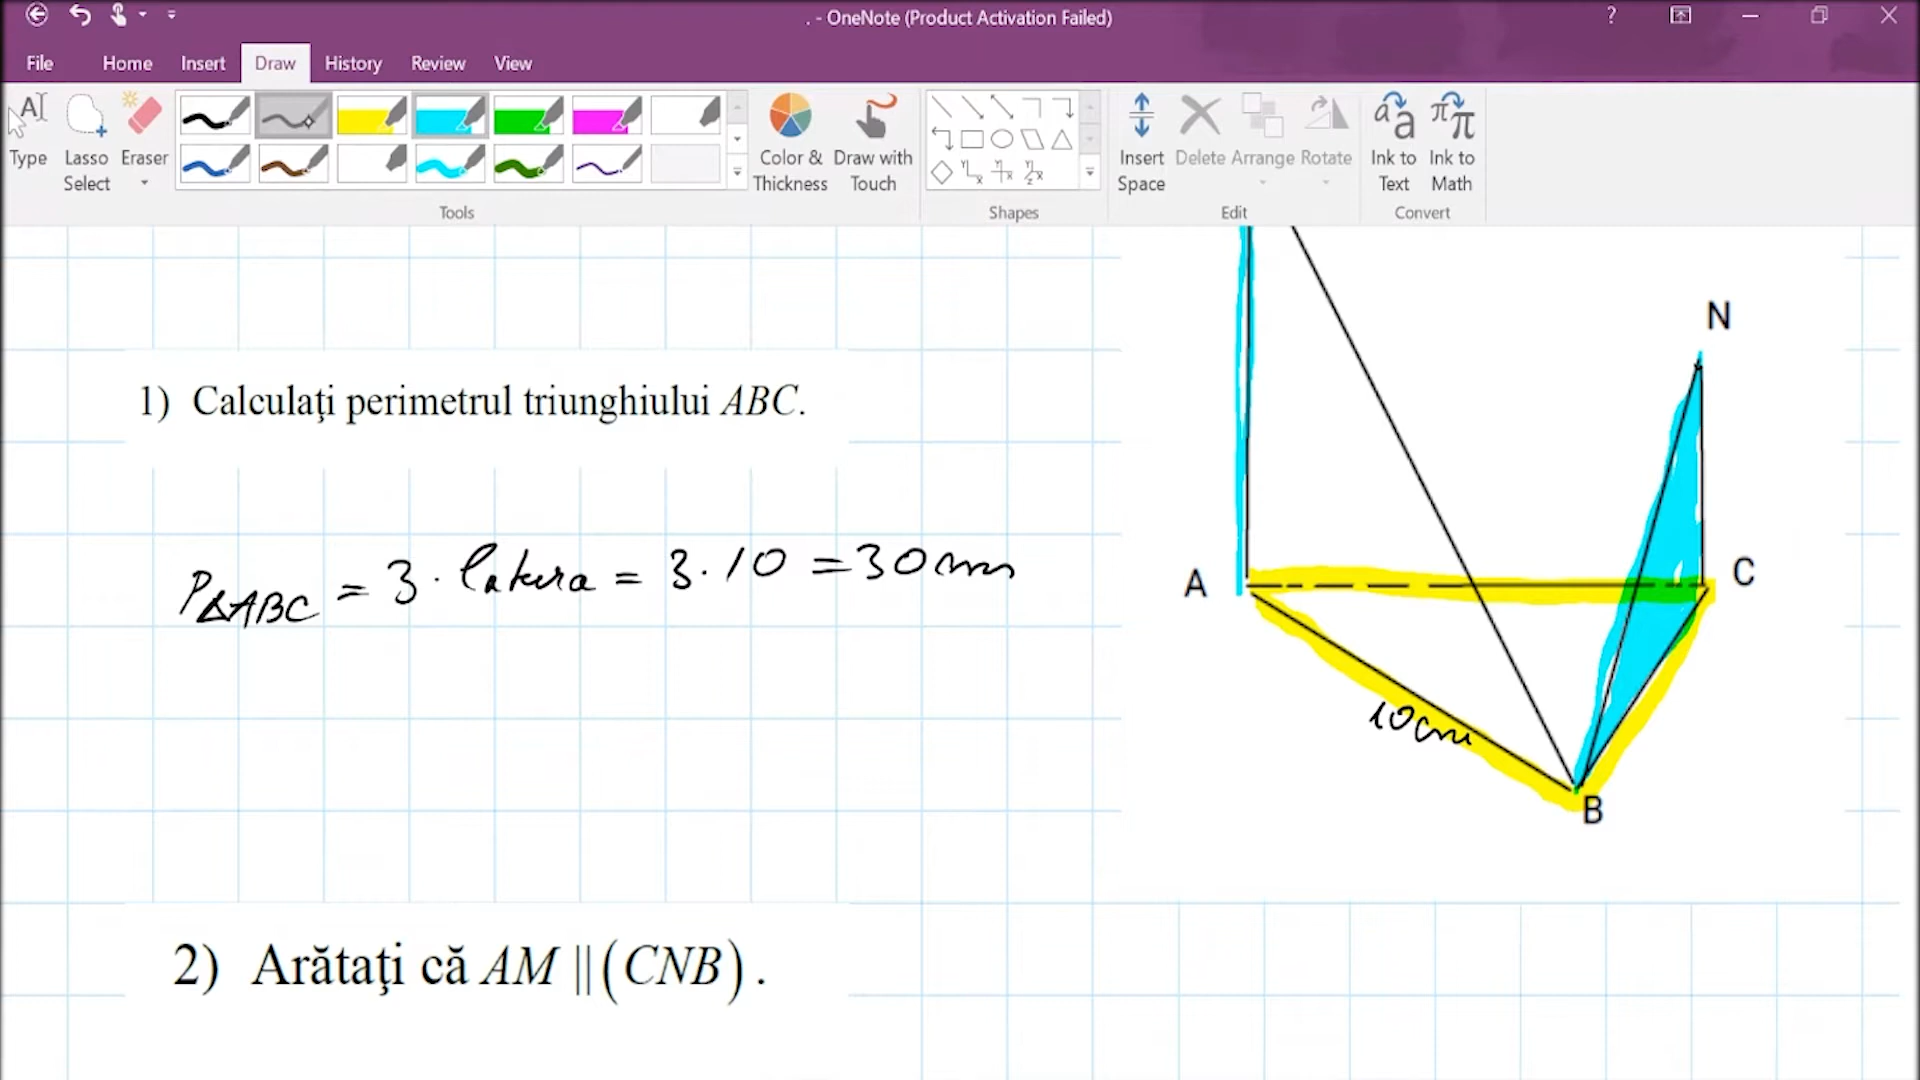 . - OneNote (Product Activation Failed)
?
File Home Insert Draw History Review View
Type
Lasso Select
Eraser
Color & Thickness
Draw with Touch
Insert Space
Delete
Arrange
Rotate
Ink to Text
Ink to Math
Tools
Shapes
Edit
Convert
N
1) Calculaţi perimetrul triunghiului ABC.
P△ABC = 3 · latura = 3 · 10 = 30cm
A
C
10cm
B
2) Arătaţi că AM || (CNB).